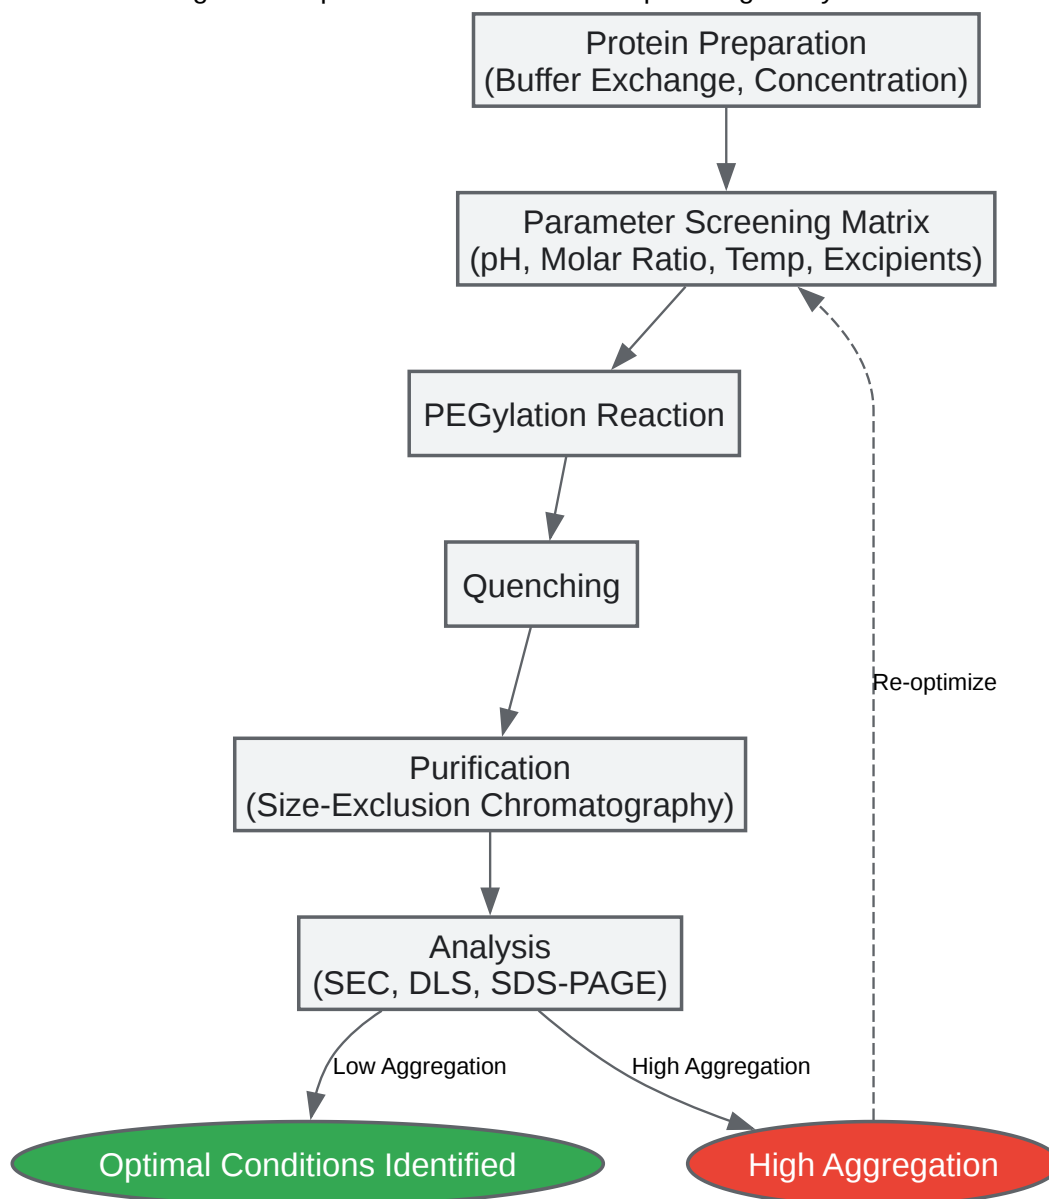 Protein Preparation
(Buffer Exchange, Concentration)
Parameter Screening Matrix
(pH, Molar Ratio, Temp, Excipients)
PEGylation Reaction
Quenching
Re-optimize
Purification
(Size-Exclusion Chromatography)
Analysis
(SEC, DLS, SDS-PAGE)
Low Aggregation
High Aggregation
Optimal Conditions Identified
High Aggregation